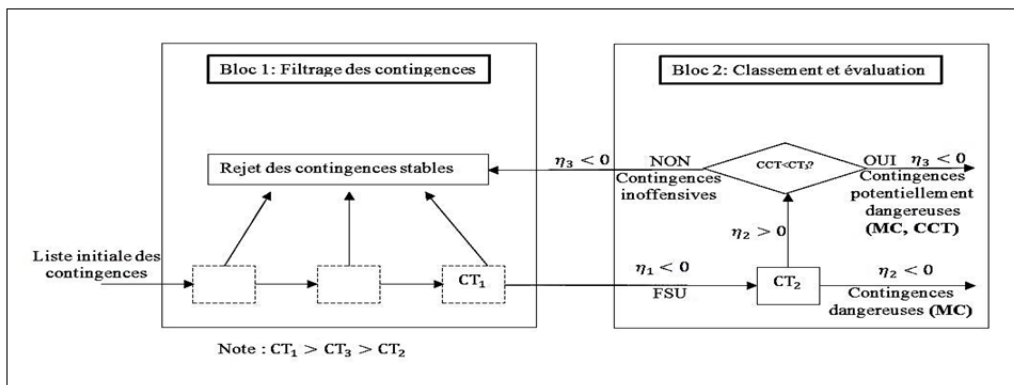 Bloc 1: Filtrage des contingences
Bloc 2: Classement et évaluation
Rejet des contingences stables
η₃ < 0
NON
Contingences
inoffensives
CCT<CT₃?
OUI
η₃ < 0
Contingences
potentiellement
dangereuses
(MC, CCT)
η₂ > 0
Liste initiale des
contingences
CT₁
η₁ < 0
FSU
CT₂
η₂ < 0
Contingences
dangereuses (MC)
Note : CT₁ > CT₃ > CT₂